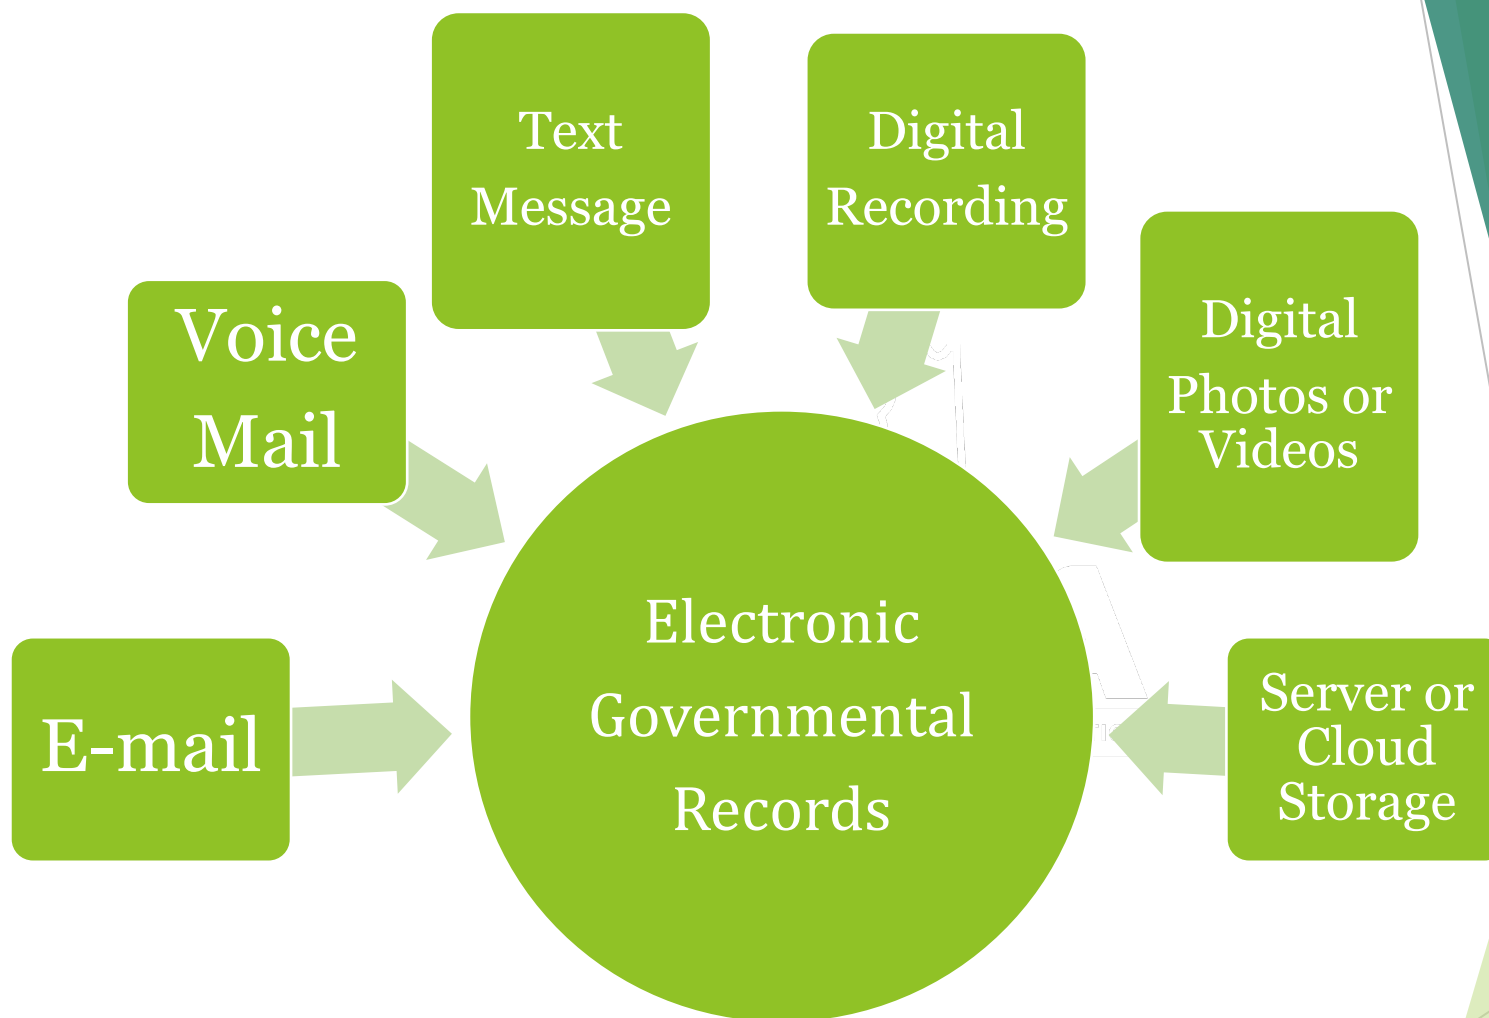 Text
Message
Digital
Recording
Voice
Mail
Digital
Photos or
Videos
E-mail
Electronic
Governmental
Records
Server or
Cloud
Storage